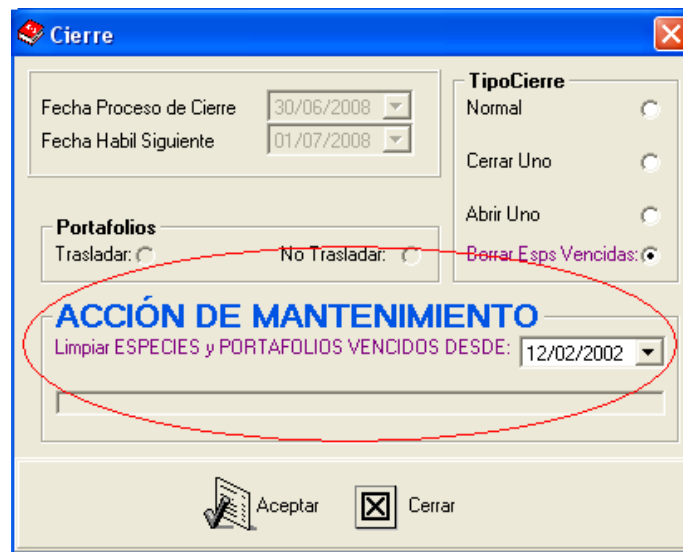 Cierre
Fecha Proceso de Cierre 30/06/2008
Fecha Habil Siguiente 01/07/2008
TipoCierre
Normal
Cerrar Uno
Abrir Uno
Borrar Esps Vencidas:
Portafolios
Trasladar: No Trasladar:
ACCIÓN DE MANTENIMIENTO
Limpiar ESPECIES y PORTAFOLIOS VENCIDOS DESDE: 12/02/2002
Aceptar Cerrar